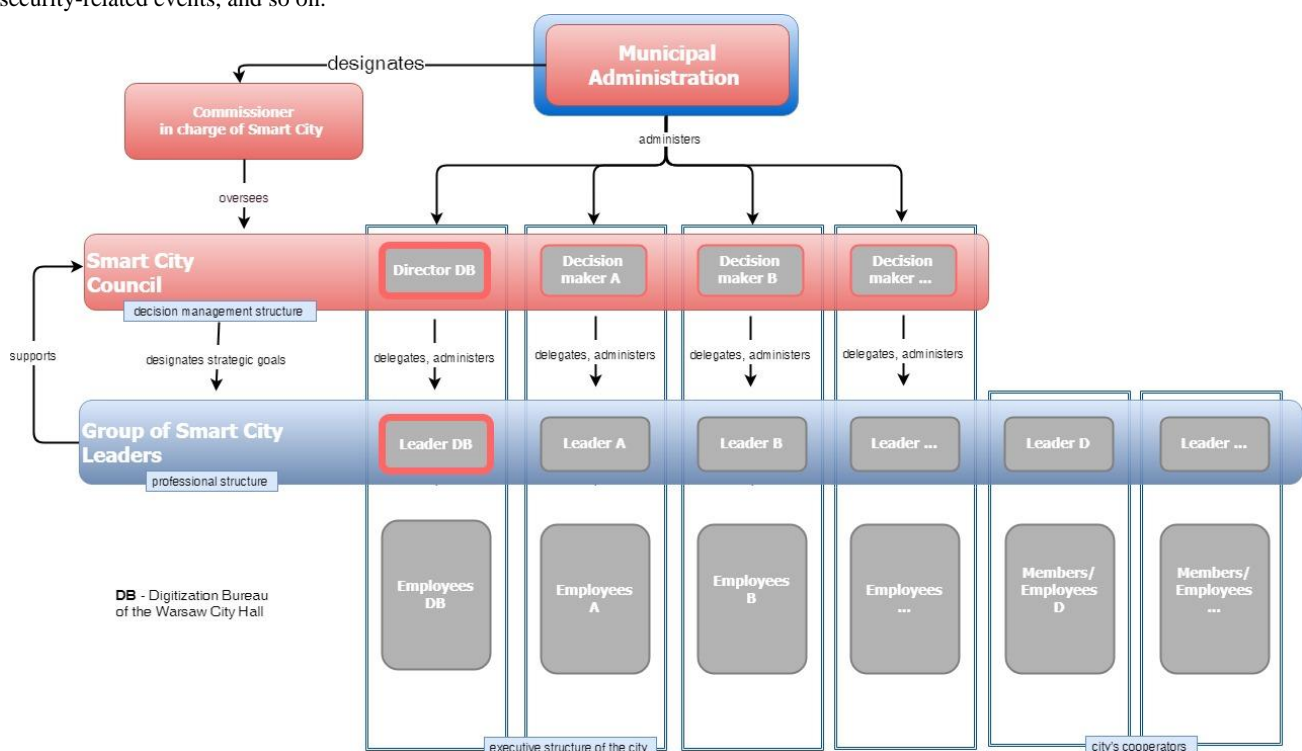 security-related events, and so on.
Municipal
Administration
designates
Commissioner
in charge of Smart City
administers
oversees
Smart City
Council
Director DB
Decision
maker A
Decision
maker B
Decision
maker ...
decision management structure
supports
designates strategic goals
delegates, administers
delegates, administers
delegates, administers
delegates, administers
Group of Smart City
Leaders
Leader DB
Leader A
Leader B
Leader ...
Leader D
Leader ...
professional structure
DB - Digitization Bureau
of the Warsaw City Hall
Employees
DB
Employees
A
Employees
B
Employees
...
Members/
Employees
D
Members/
Employees
...
executive structure of the city
city's cooperators